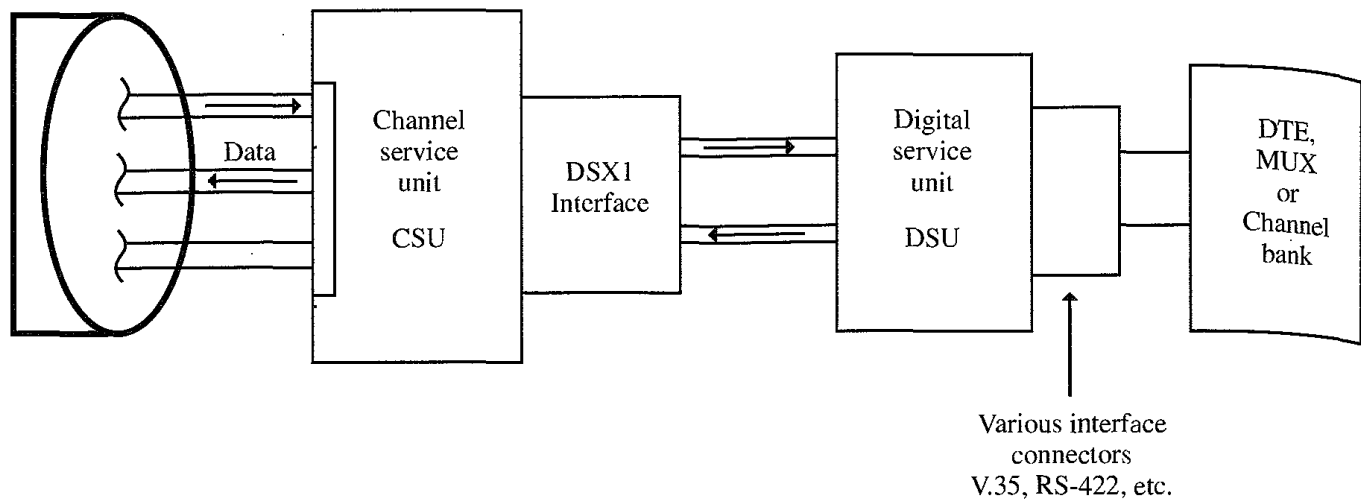 Data
Channel
service
unit
CSU
DSX1
Interface
Digital
service
unit
DSU
DTE,
MUX
or
Channel
bank
Various interface
connectors
V.35, RS-422, etc.